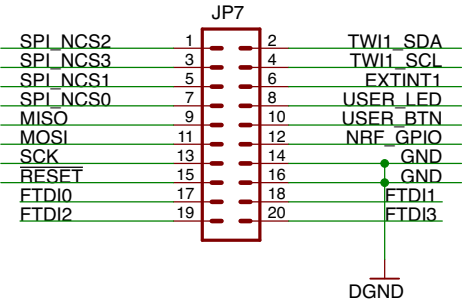 JP7
SPI_NCS2 1 2 TWI1_SDA
SPI_NCS3 3 4 TWI1_SCL
SPI_NCS1 5 6 EXTINT1
SPI_NCS0 7 8 USER_LED
MISO 9 10 USER_BTN
MOSI 11 12 NRF_GPIO
SCK 13 14 GND
RESET 15 16 GND
FTDI0 17 18 FTDI1
FTDI2 19 20 FTDI3
DGND